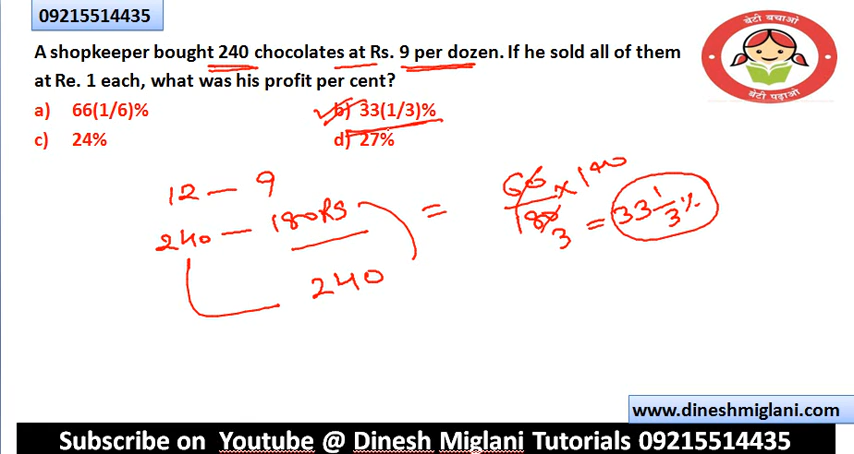 09215514435
A shopkeeper bought 240 chocolates at Rs. 9 per dozen. If he sold all of them
at Re. 1 each, what was his profit per cent?
a) 66(1/6)% b) 33(1/3)%
c) 24% d) 27%
बेटी बचाओ
बेटी पढ़ाओ
12 — 9
240 — 180RS
240
= 60/180 x 100
3
= 33 1/3 %
www.dineshmiglani.com
Subscribe on Youtube @ Dinesh Miglani Tutorials 09215514435